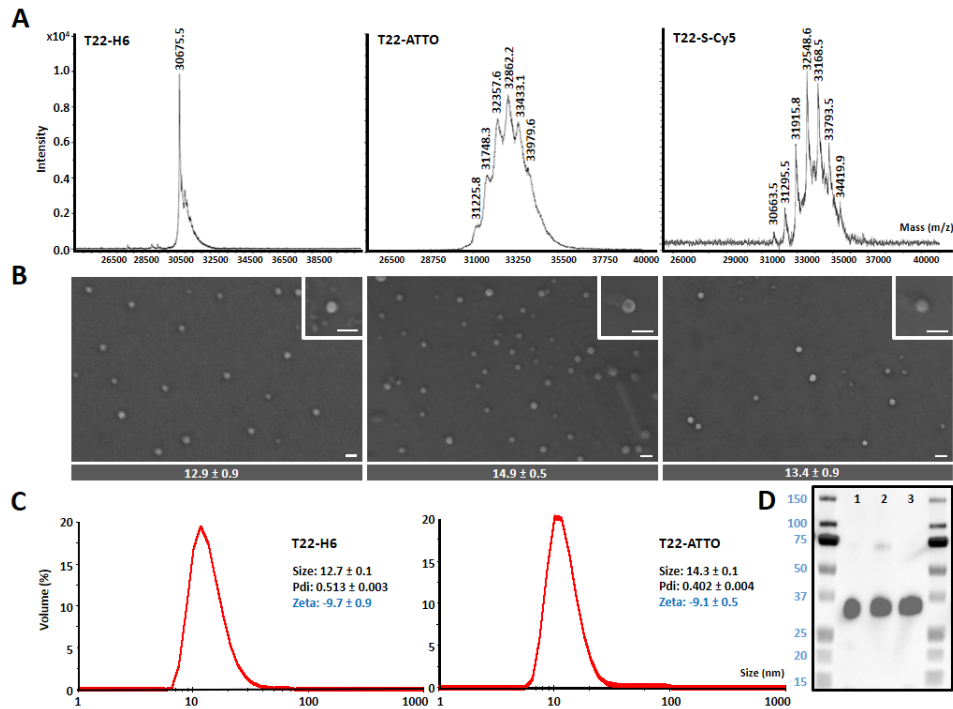 A
x10⁴
T22-H6
30675.5
1.0
0.8
0.6
0.4
0.2
0.0
Intensity
26500 28500 30500 32500 34500 36500 38500
T22-ATTO
31225.8
31748.3
32357.6
32862.2
33433.1
33979.6
26500 28750 31000 33250 35500 37750 40000
T22-S-Cy5
30663.5
31295.5
31915.8
32548.6
33168.5
33793.5
34419.9
Mass (m/z)
26000 29000 31000 33000 35000 37000 40000
B
12.9 ± 0.9
14.9 ± 0.5
13.4 ± 0.9
C
20
15
10
5
0
Volume (%)
T22-H6
Size: 12.7 ± 0.1
Pdi: 0.513 ± 0.003
Zeta: -9.7 ± 0.9
1 10 100 1000
20
15
10
5
0
T22-ATTO
Size: 14.3 ± 0.1
Pdi: 0.402 ± 0.004
Zeta: -9.1 ± 0.5
Size (nm)
1 10 100 1000
D
1 2 3
150
100
75
50
37
25
20
15